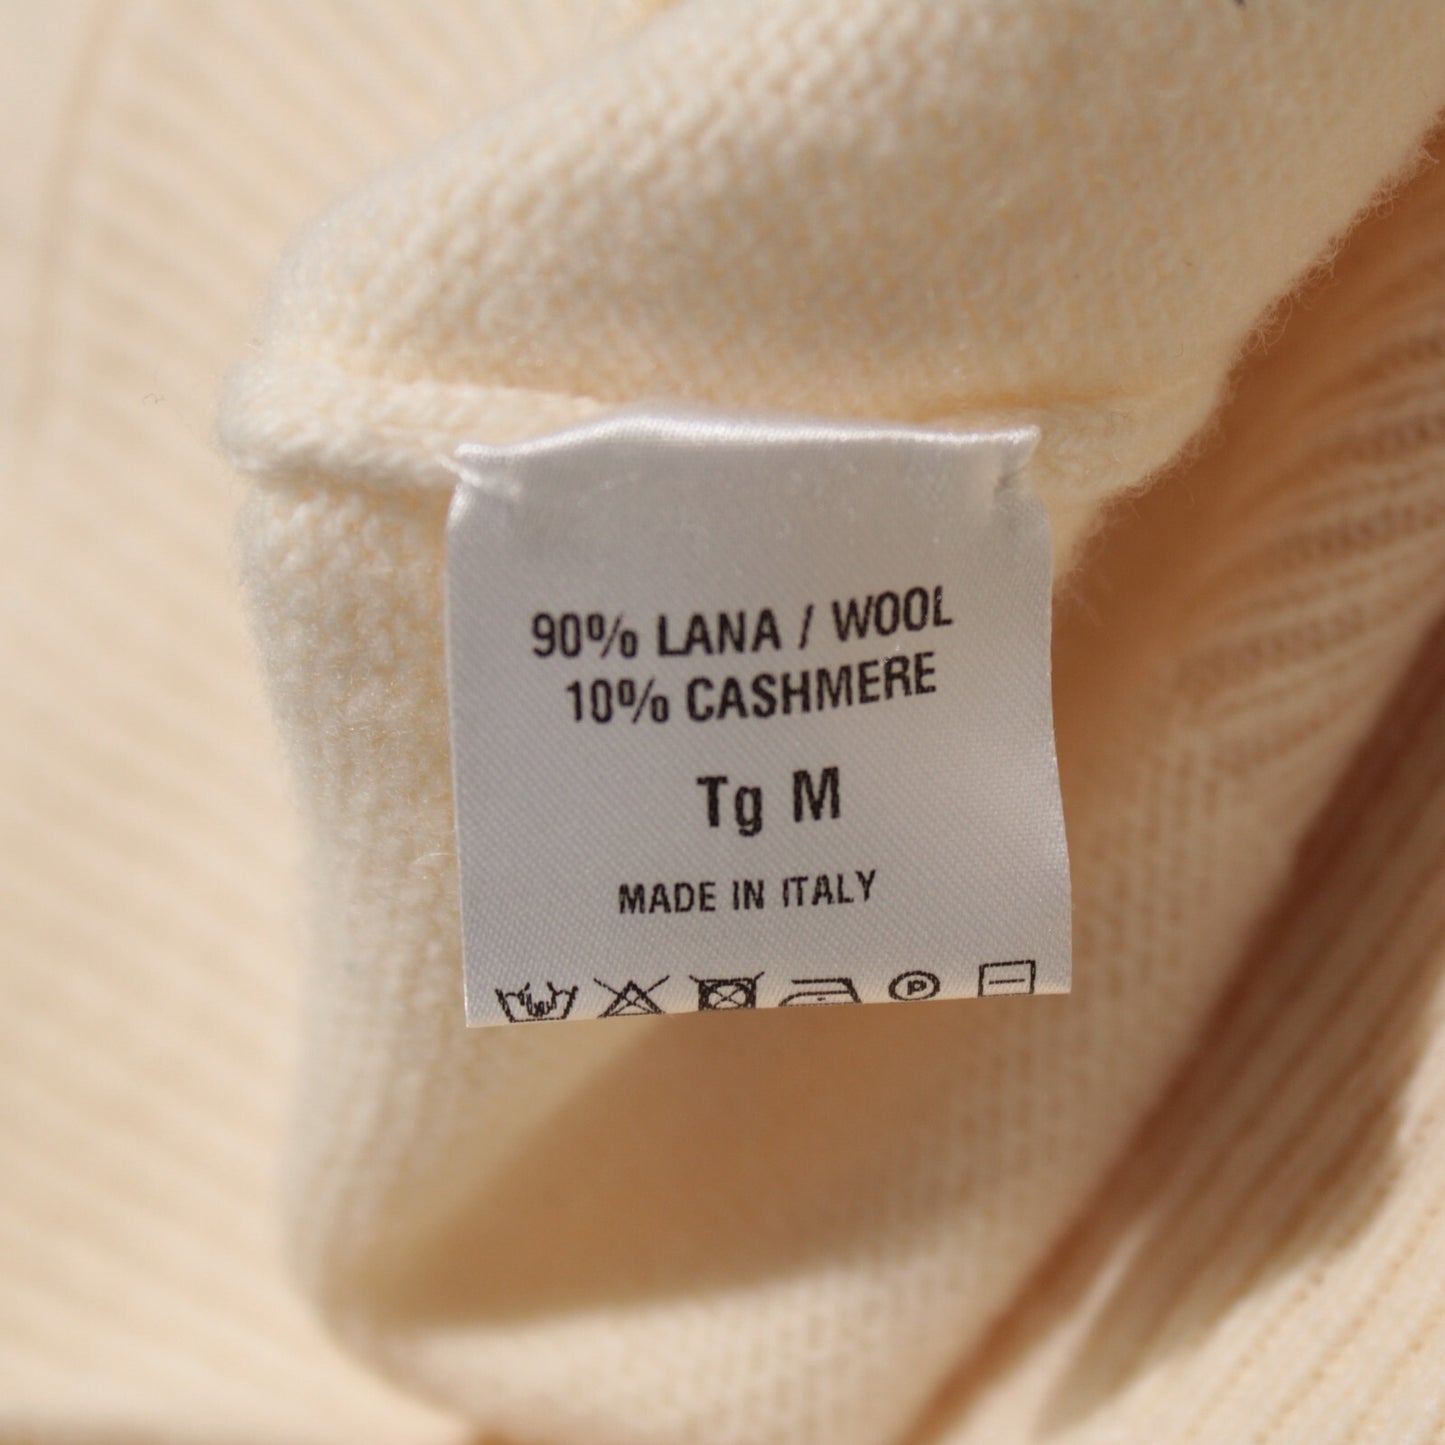 90% LANA / WOOL
10% CASHMERE
Tg M
MADE IN ITALY
P